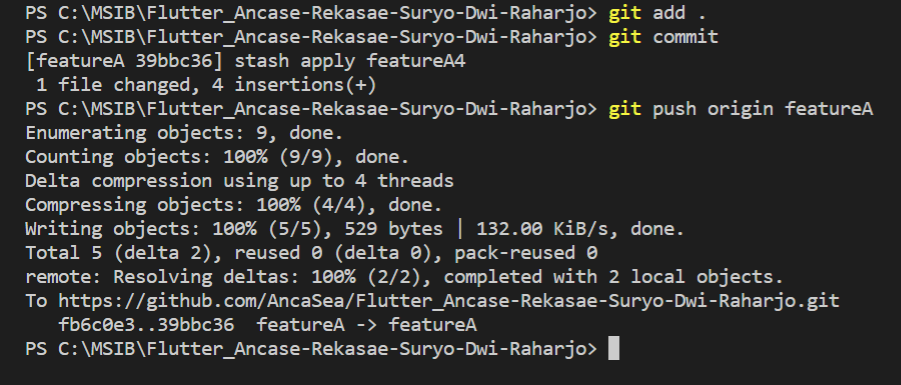 PS C:\MSIB\Flutter_Ancase-Rekasae-Suryo-Dwi-Raharjo> git add .
PS C:\MSIB\Flutter_Ancase-Rekasae-Suryo-Dwi-Raharjo> git commit
[featureA 39bbc36] stash apply featureA4
 1 file changed, 4 insertions(+)
PS C:\MSIB\Flutter_Ancase-Rekasae-Suryo-Dwi-Raharjo> git push origin featureA
Enumerating objects: 9, done.
Counting objects: 100% (9/9), done.
Delta compression using up to 4 threads
Compressing objects: 100% (4/4), done.
Writing objects: 100% (5/5), 529 bytes | 132.00 KiB/s, done.
Total 5 (delta 2), reused 0 (delta 0), pack-reused 0
remote: Resolving deltas: 100% (2/2), completed with 2 local objects.
To https://github.com/AncaSea/Flutter_Ancase-Rekasae-Suryo-Dwi-Raharjo.git
   fb6c0e3..39bbc36  featureA -> featureA
PS C:\MSIB\Flutter_Ancase-Rekasae-Suryo-Dwi-Raharjo>